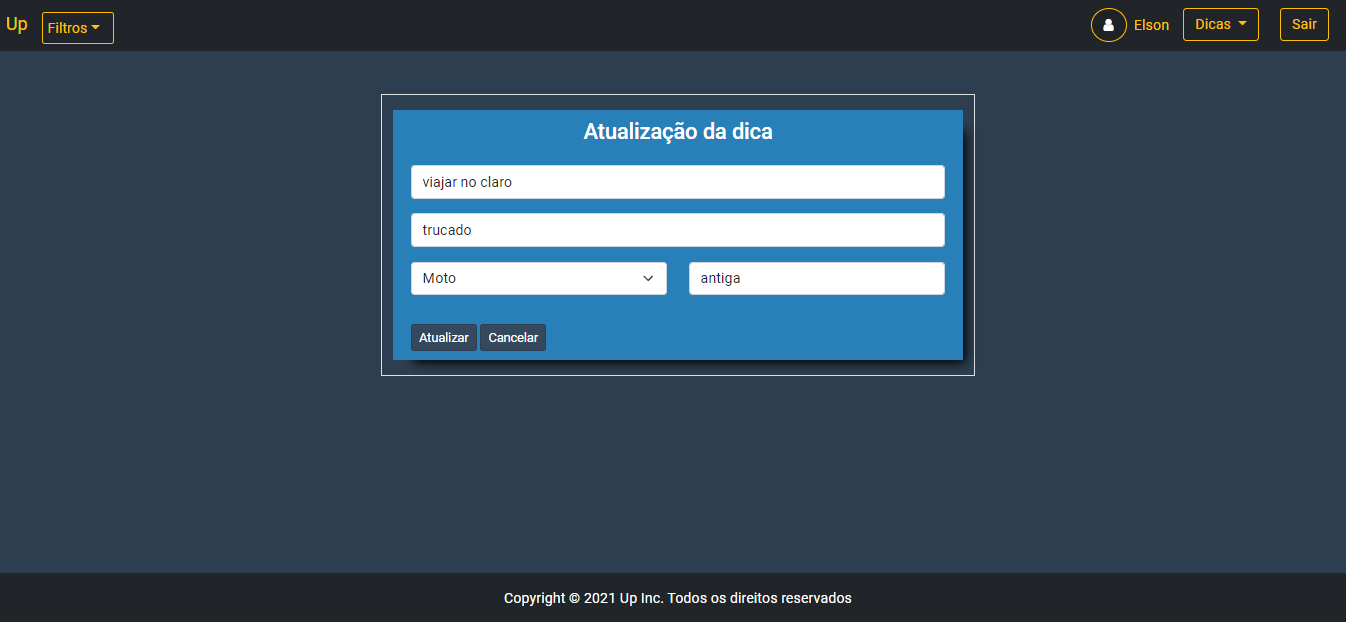 Up Filtros Elson Dicas Sair
Atualização da dica
viajar no claro
trucado
Moto antiga
Atualizar Cancelar
Copyright © 2021 Up Inc. Todos os direitos reservados